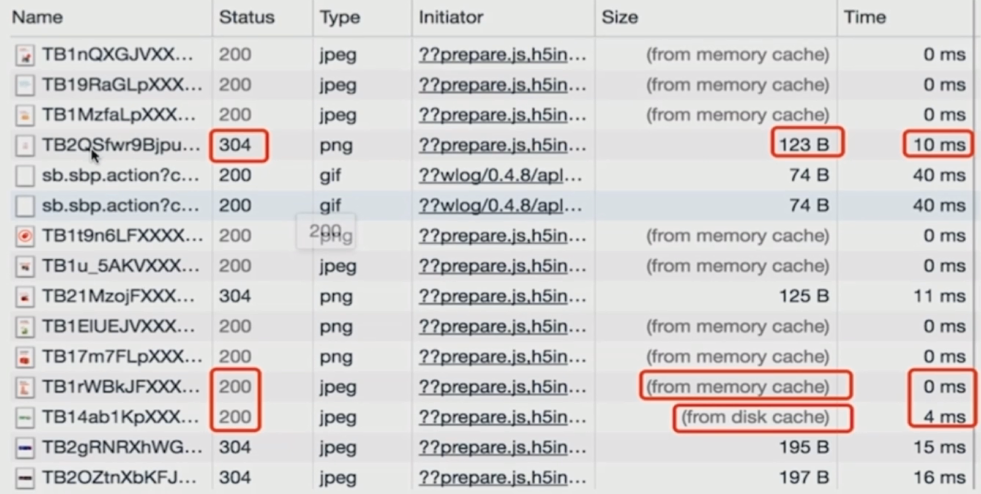 Name Status Type Initiator Size Time
TB1nQXGJVXX... 200 jpeg ??prepare.js,h5in... (from memory cache) 0 ms
TB19RaGLpXXX... 200 jpeg ??prepare.js,h5in... (from memory cache) 0 ms
TB1MzfaLpXXX... 200 jpeg ??prepare.js,h5in... (from memory cache) 0 ms
TB2QSfwr9Bjpu... 304 png ??prepare.js,h5in... 123 B 10 ms
sb.sbp.action?c... 200 gif ??wlog/0.4.8/apl... 74 B 40 ms
sb.sbp.action?c... 200 gif ??wlog/0.4.8/apl... 74 B 40 ms
200
TB1t9n6LFXXXX... 200 png ??prepare.js,h5in... (from memory cache) 0 ms
TB1u_5AKVXXX... 200 jpeg ??prepare.js,h5in... (from memory cache) 0 ms
TB21MzojFXXX... 304 png ??prepare.js,h5in... 125 B 11 ms
TB1ElUEJVXXX... 200 png ??prepare.js,h5in... (from memory cache) 0 ms
TB17m7FLpXXX... 200 png ??prepare.js,h5in... (from memory cache) 0 ms
TB1rWBkJFXXX... 200 jpeg ??prepare.js,h5in... (from memory cache) 0 ms
TB14ab1KpXXX... 200 jpeg ??prepare.js,h5in... (from disk cache) 4 ms
TB2gRNRXhWG... 304 jpeg ??prepare.js,h5in... 195 B 15 ms
TB2OZtnXbKFJ... 304 jpeg ??prepare.js,h5in... 197 B 16 ms